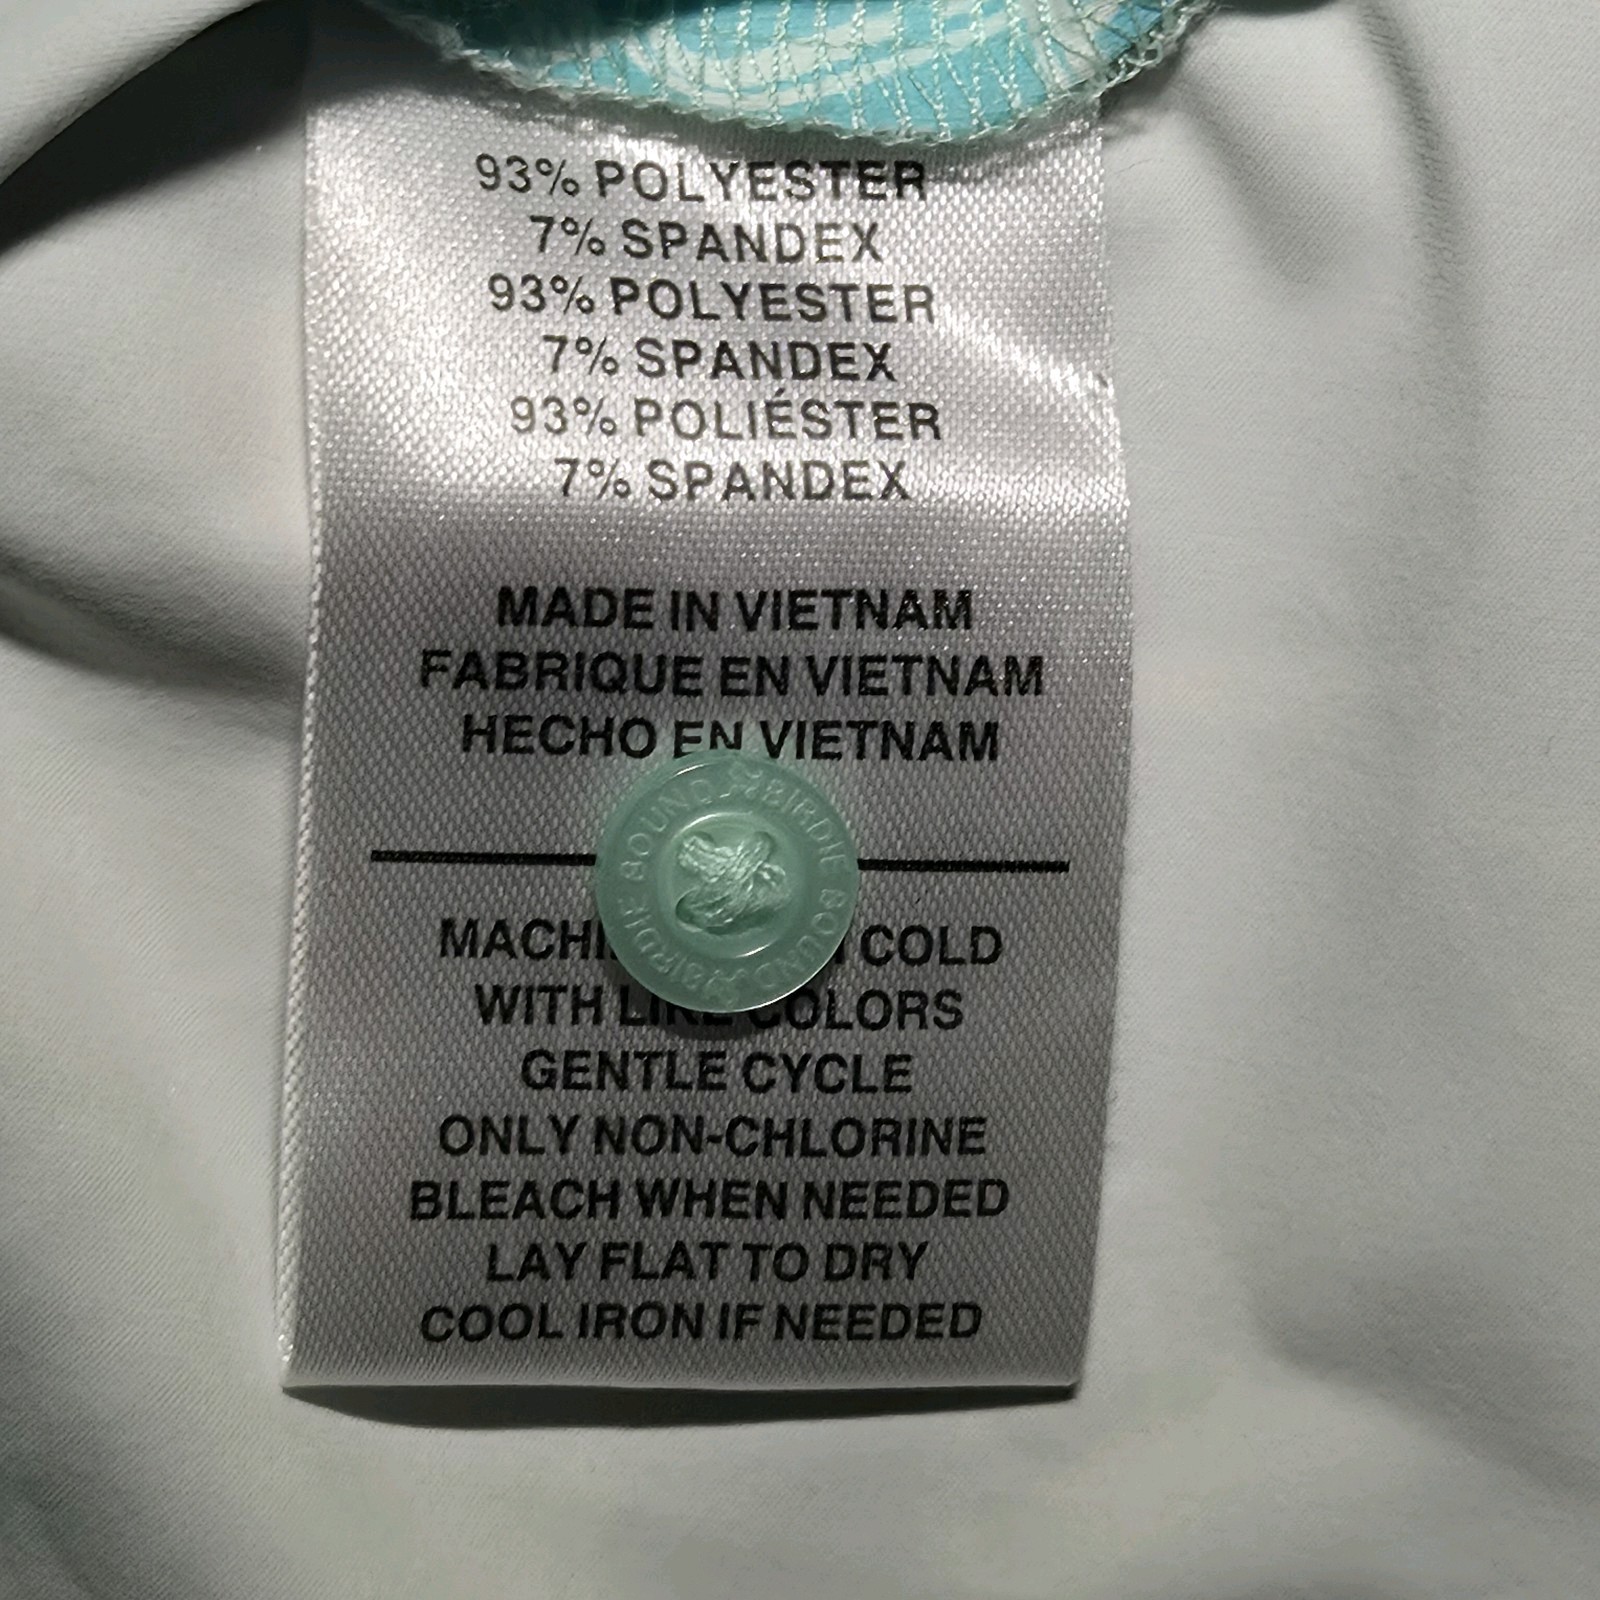 93% POLYESTER
7% SPANDEX
93% POLYESTER
7% SPANDEX
93% POLIÉSTER
7% SPANDEX
MADE IN VIETNAM
FABRIQUE EN VIETNAM
HECHO EN VIETNAM
BIRDIE BOUND BIRDIE BOUND
COLD
WITH LIKE COLORS
GENTLE CYCLE
ONLY NON-CHLORINE
BLEACH WHEN NEEDED
LAY FLAT TO DRY
COOL IRON IF NEEDED